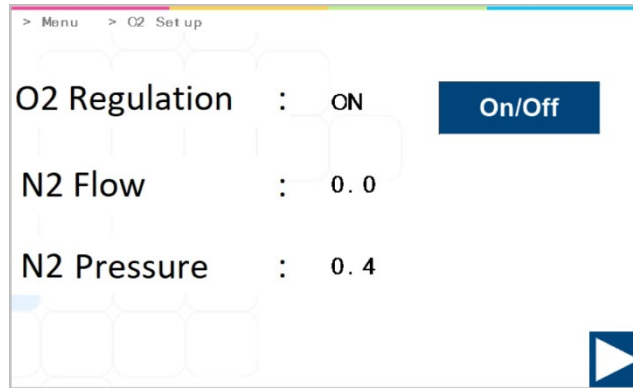 > Menu > O2 Set up
O2 Regulation : ON On/Off
N2 Flow : 0.0
N2 Pressure : 0.4